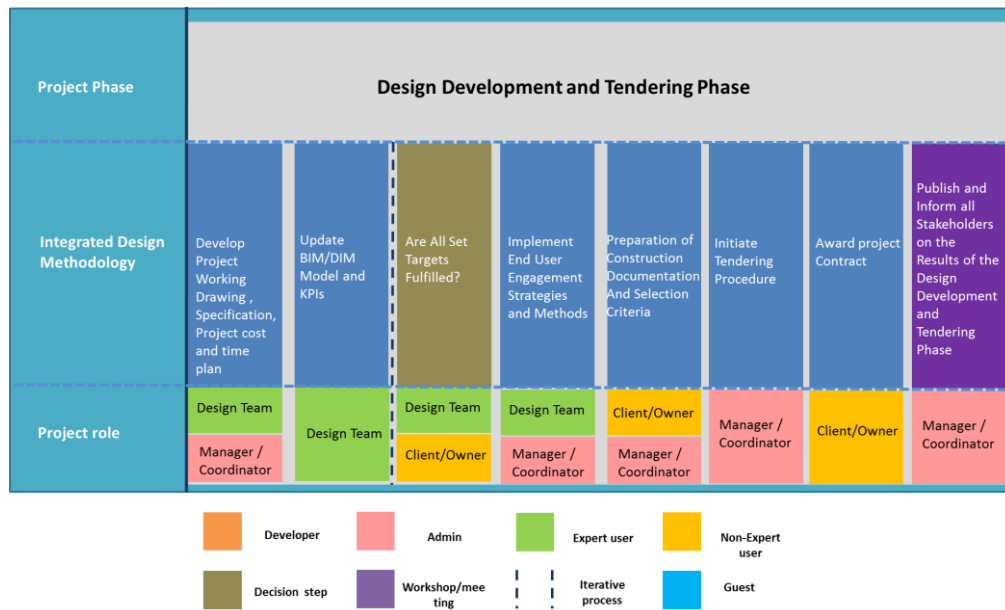 Project Phase
Design Development and Tendering Phase
Integrated Design
Methodology
Develop
Project
Working
Drawing ,
Specification,
Project cost
and time
plan
Update
BIM/DIM
Model and
KPIs
Are All Set
Targets
Fulfilled?
Implement
End User
Engagement
Strategies
and Methods
Preparation of
Construction
Documentation
And Selection
Criteria
Initiate
Tendering
Procedure
Award project
Contract
Publish and
Inform all
Stakeholders
on the
Results of the
Design
Development
and
Tendering
Phase
Project role
Design Team
Manager /
Coordinator
Design Team
Design Team
Client/Owner
Design Team
Manager /
Coordinator
Client/Owner
Manager /
Coordinator
Manager /
Coordinator
Client/Owner
Manager /
Coordinator
Developer
Admin
Expert user
Non-Expert
user
Decision step
Workshop/mee
ting
Iterative
process
Guest